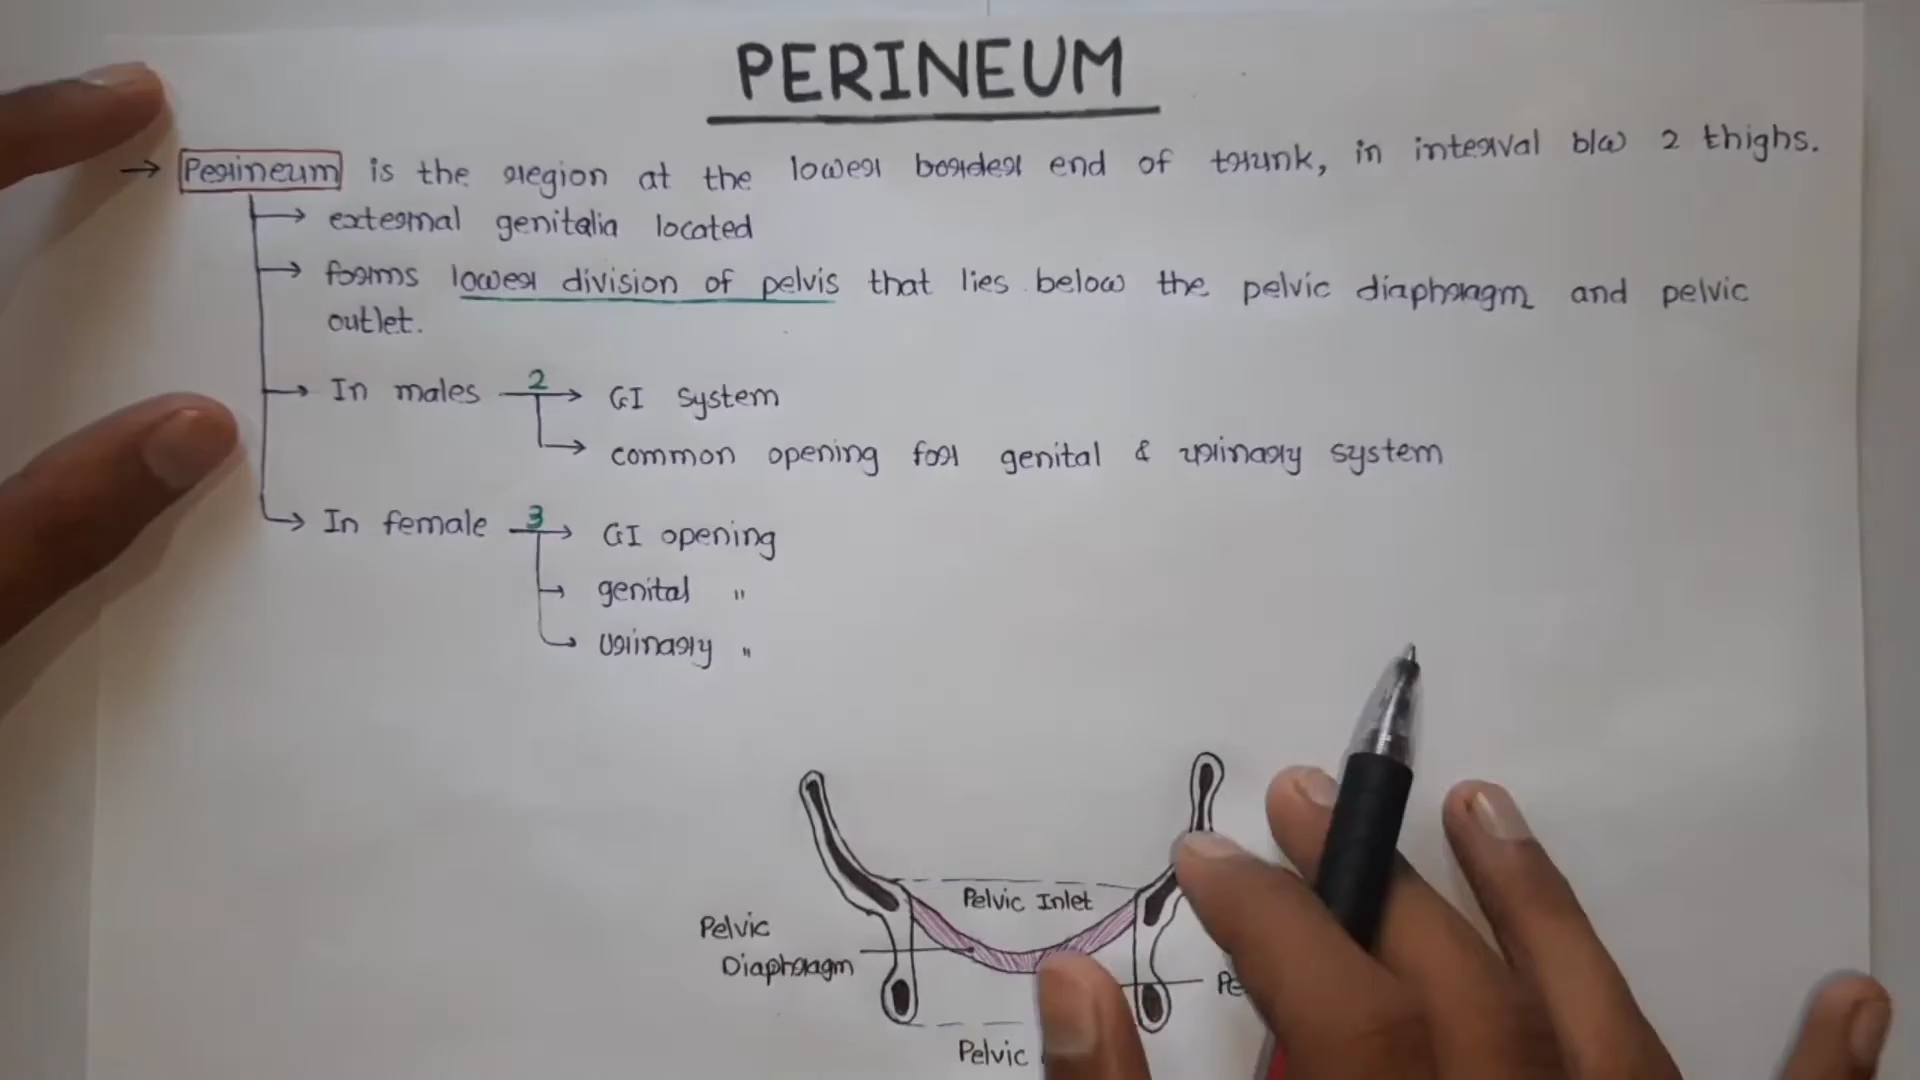 PERINEUM
→ Perineum is the region at the lower border end of trunk, in interval b/w 2 thighs.
→ external genitalia located
→ forms lower division of pelvis that lies below the pelvic diaphragm and pelvic
outlet.
→ In males 2 → GI system
→ common opening for genital & urinary system
→ In female 3 → GI opening
→ genital "
→ Urinary "
Pelvic Inlet
Pelvic
Diaphragm
Pelvic